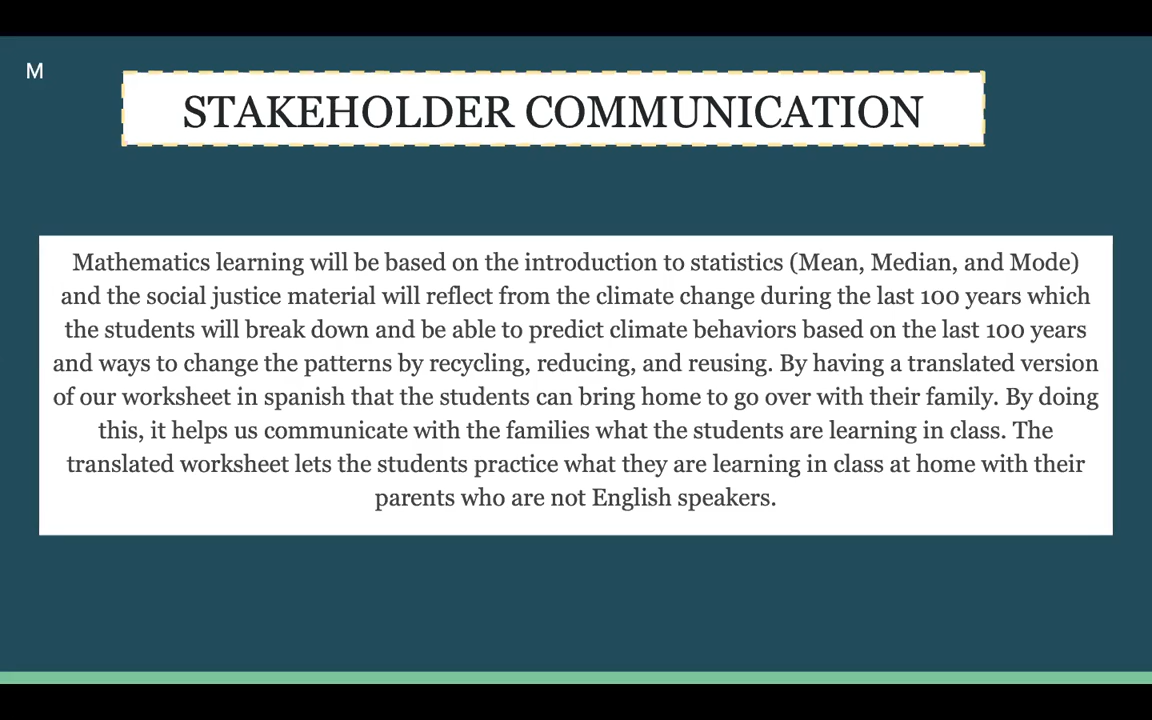 M
STAKEHOLDER COMMUNICATION
Mathematics learning will be based on the introduction to statistics (Mean, Median, and Mode)
and the social justice material will reflect from the climate change during the last 100 years which
the students will break down and be able to predict climate behaviors based on the last 100 years
and ways to change the patterns by recycling, reducing, and reusing. By having a translated version
of our worksheet in spanish that the students can bring home to go over with their family. By doing
this, it helps us communicate with the families what the students are learning in class. The
translated worksheet lets the students practice what they are learning in class at home with their
parents who are not English speakers.